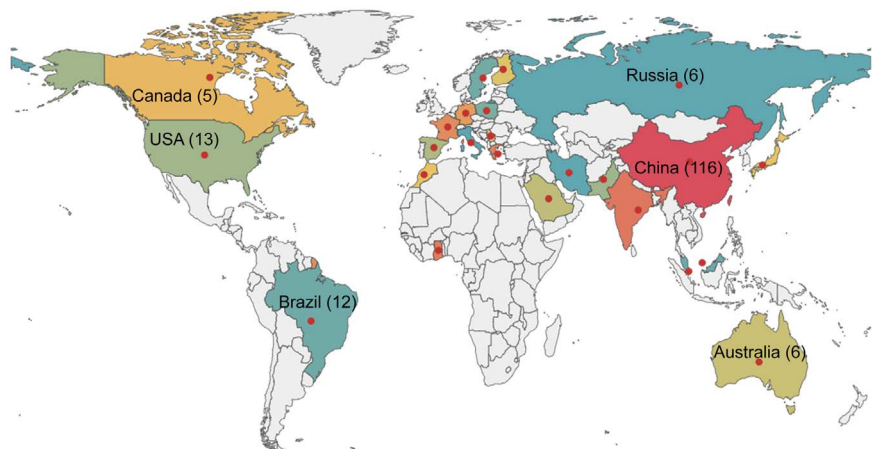 Canada (5)
USA (13)
Brazil (12)
Russia (6)
China (116)
Australia (6)